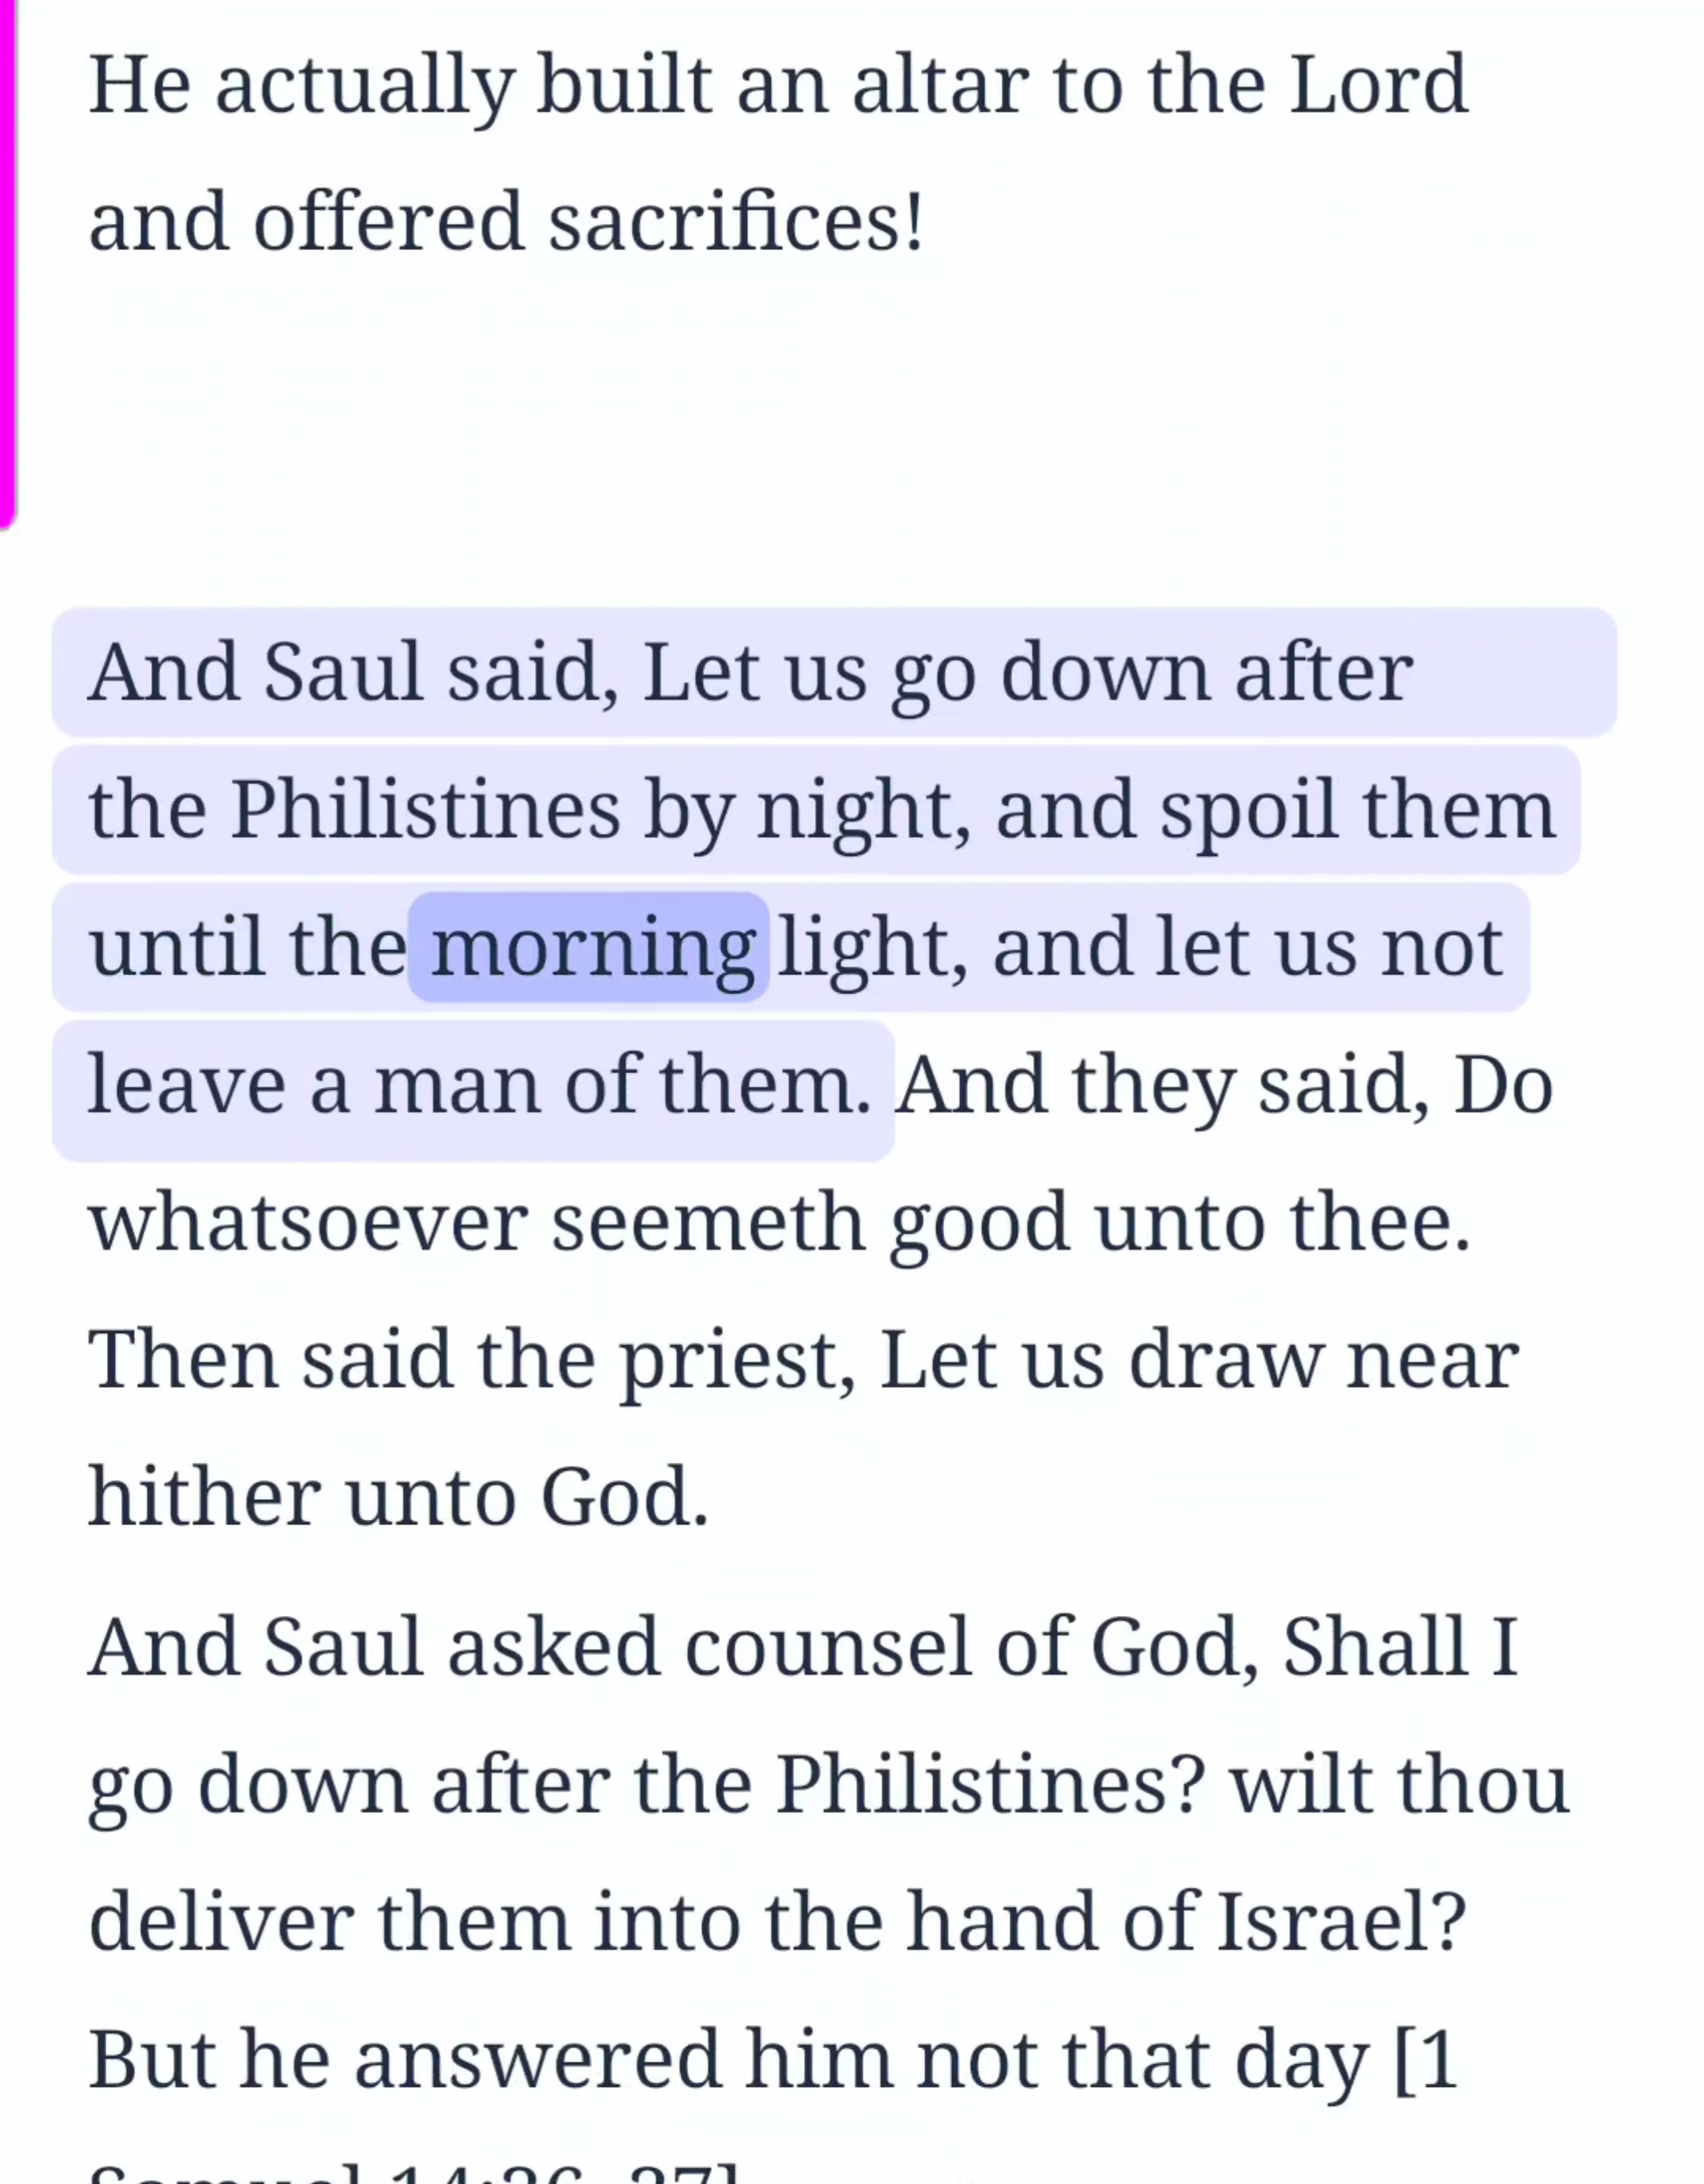 He actually built an altar to the Lord
and offered sacrifices!
And Saul said, Let us go down after
the Philistines by night, and spoil them
until the morning light, and let us not
leave a man of them. And they said, Do
whatsoever seemeth good unto thee.
Then said the priest, Let us draw near
hither unto God.
And Saul asked counsel of God, Shall I
go down after the Philistines? wilt thou
deliver them into the hand of Israel?
But he answered him not that day [1
Samuel 14:36, 37]